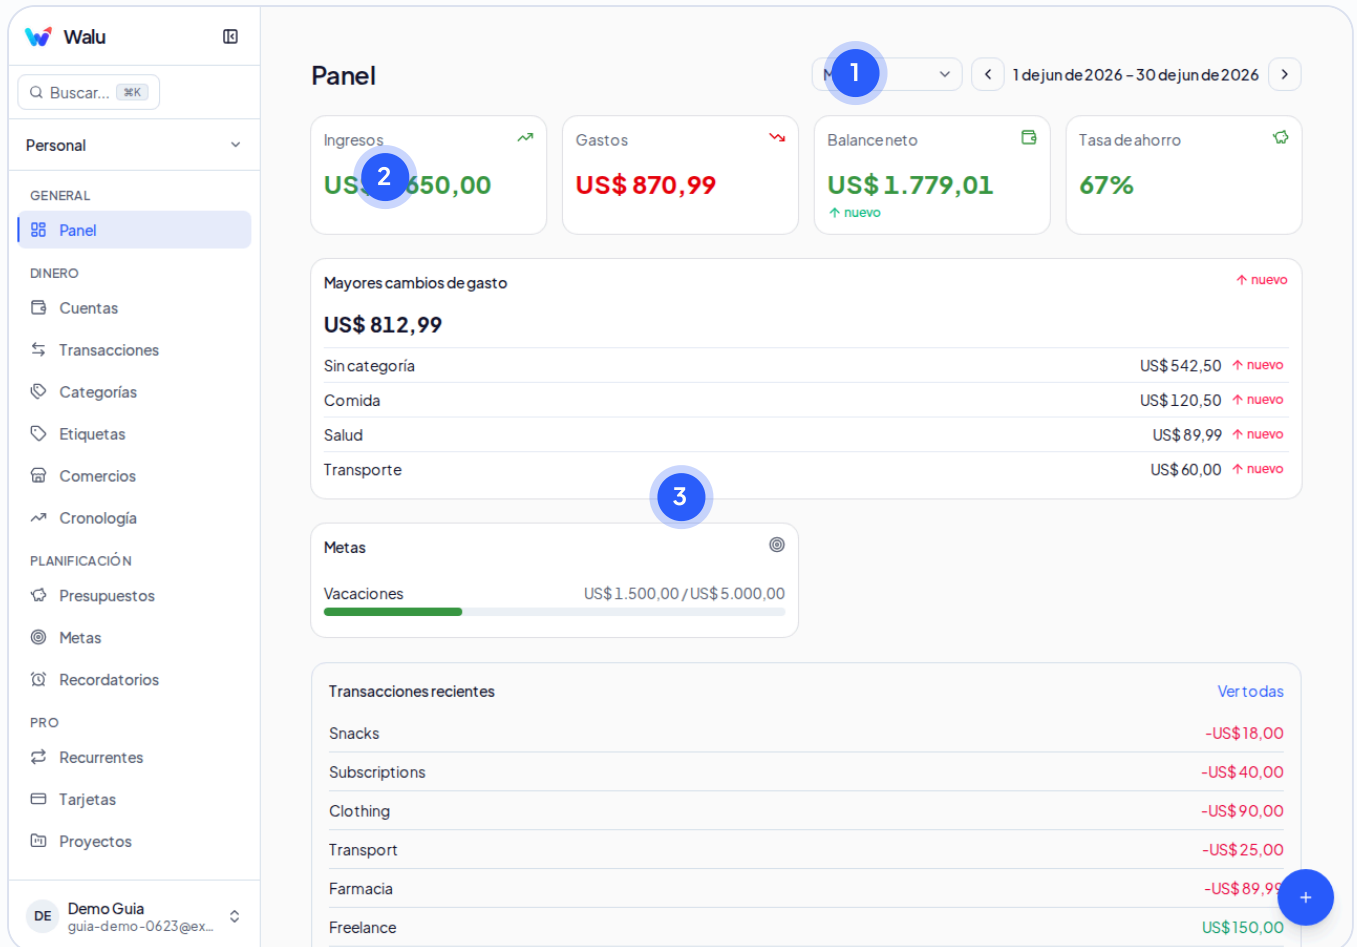 Walu
Buscar... ⌘K
Personal
GENERAL
Panel
DINERO
Cuentas
Transacciones
Categorías
Etiquetas
Comercios
Cronología
PLANIFICACIÓN
Presupuestos
Metas
Recordatorios
PRO
Recurrentes
Tarjetas
Proyectos
DE Demo Guia
guia-demo-0623@ex...
Panel
1
1 de jun de 2026 – 30 de jun de 2026
Ingresos
2
650,00
Gastos
US$ 870,99
Balance neto
US$ 1.779,01
↑ nuevo
Tasa de ahorro
67%
Mayores cambios de gasto ↑ nuevo
US$ 812,99
Sin categoría US$ 542,50 ↑ nuevo
Comida US$ 120,50 ↑ nuevo
Salud US$ 89,99 ↑ nuevo
Transporte US$ 60,00 ↑ nuevo
3
Metas
Vacaciones US$ 1.500,00 / US$ 5.000,00
Transacciones recientes Ver todas
Snacks -US$ 18,00
Subscriptions -US$ 40,00
Clothing -US$ 90,00
Transport -US$ 25,00
Farmacia -US$ 89,99
Freelance US$ 150,00